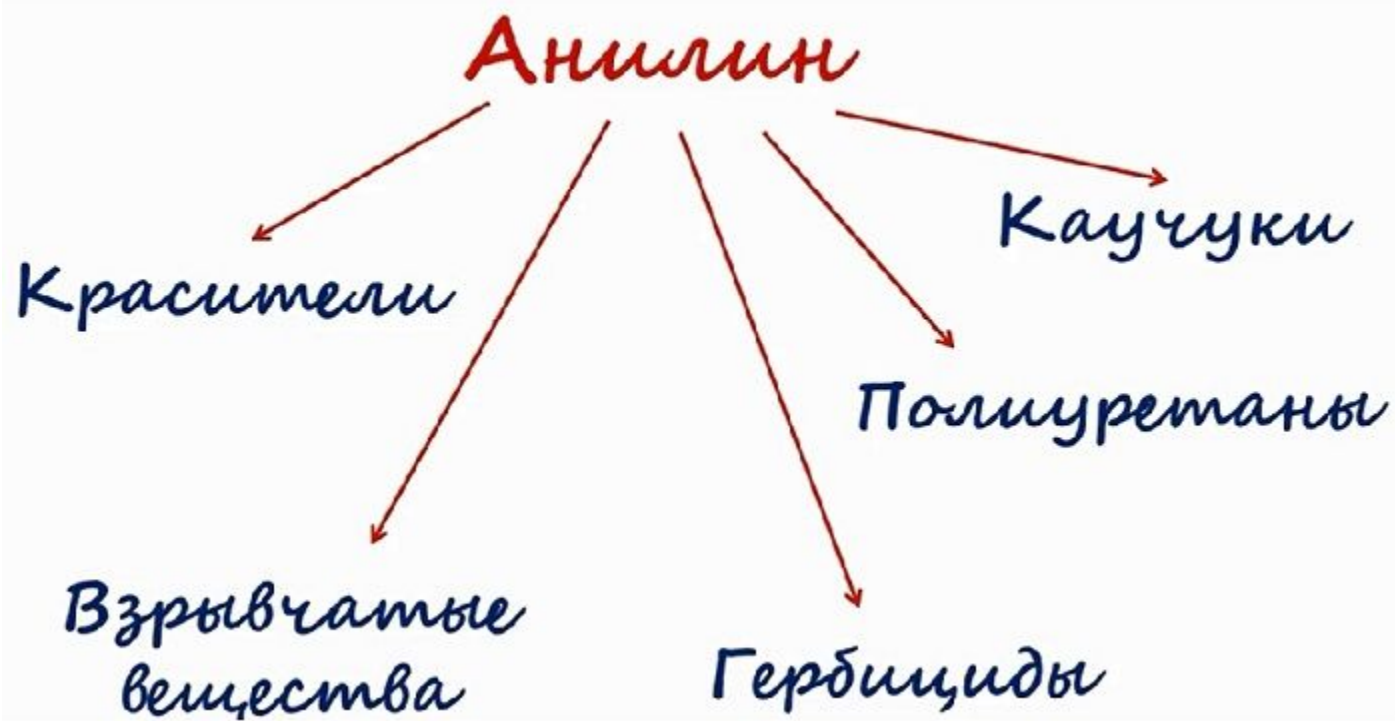 Анилин
Каучуки
Красители
Полиуретаны
Взрывчатые
вещества
Гербициды